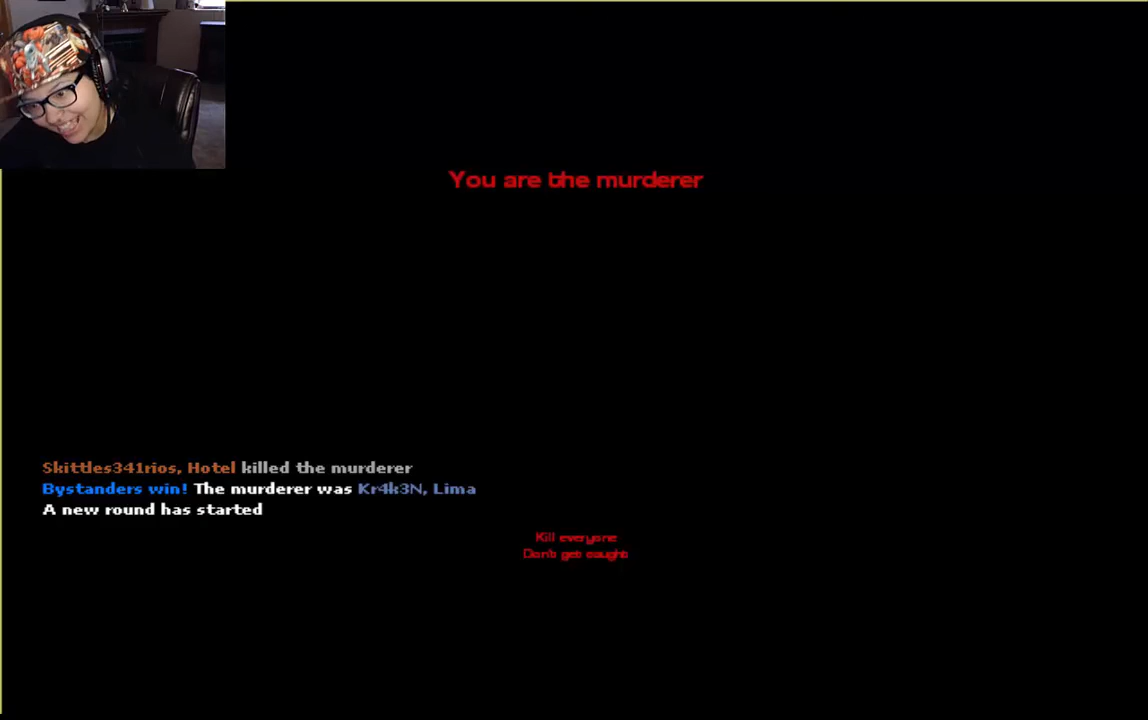 You are the murderer
Skittles341rios, Hotel killed the murderer
Bystanders win! The murderer was Kr4k3N, Lima
A new round has started
Kill everyone
Don't get caught